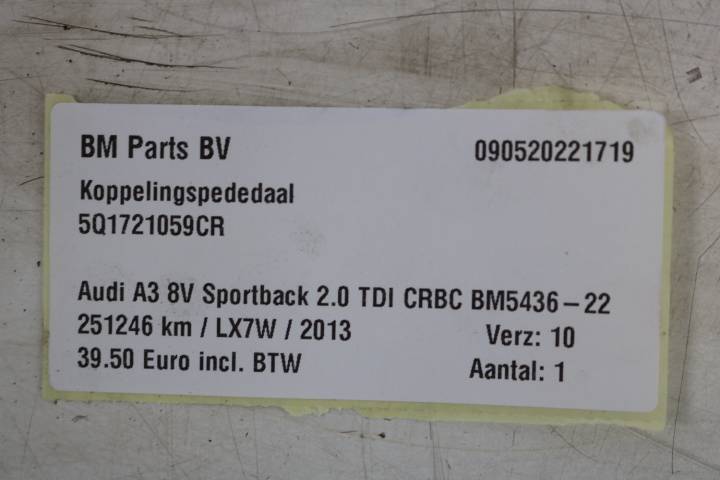 BM Parts BV 090520221719
Koppelingspededaal
5Q1721059CR
Audi A3 8V Sportback 2.0 TDI CRBC BM5436-22
251246 km / LX7W / 2013 Verz: 10
39.50 Euro incl. BTW Aantal: 1